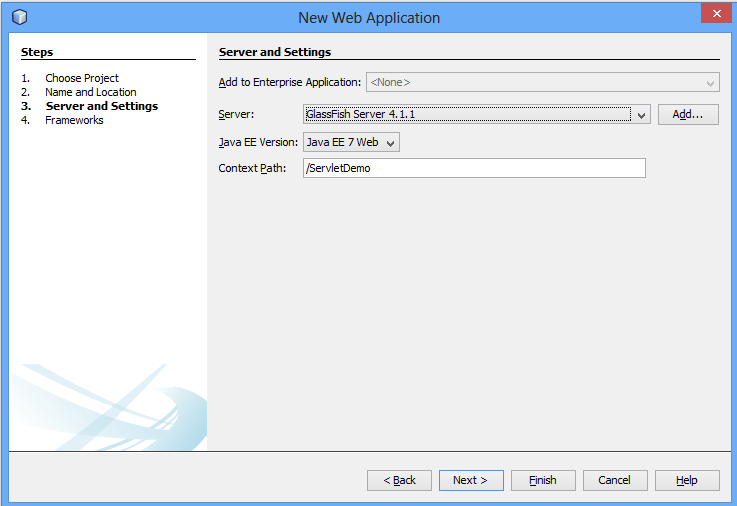 New Web Application
Steps
1. Choose Project
2. Name and Location
3. Server and Settings
4. Frameworks
Server and Settings
Add to Enterprise Application: <None>
Server: GlassFish Server 4.1.1 Add...
Java EE Version: Java EE 7 Web
Context Path: /ServletDemo
< Back Next > Finish Cancel Help